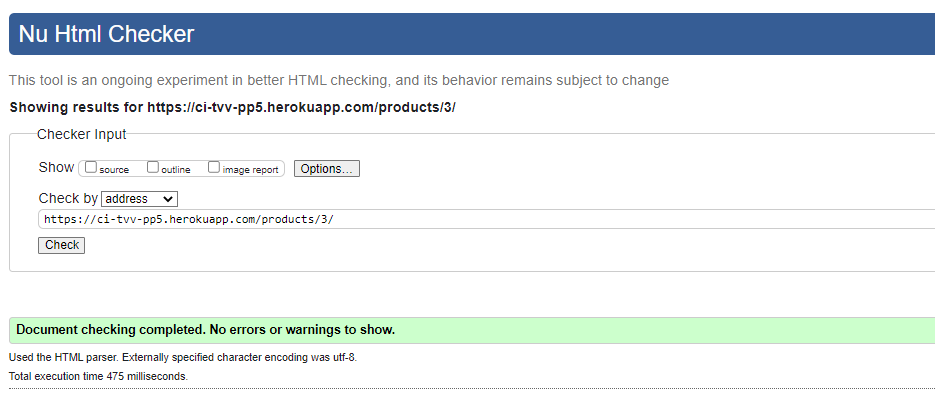 Nu Html Checker
This tool is an ongoing experiment in better HTML checking, and its behavior remains subject to change
Showing results for https://ci-tvv-pp5.herokuapp.com/products/3/
Checker Input
Show source outline image report Options...
Check by address
https://ci-tvv-pp5.herokuapp.com/products/3/
Check
Document checking completed. No errors or warnings to show.
Used the HTML parser. Externally specified character encoding was utf-8.
Total execution time 475 milliseconds.